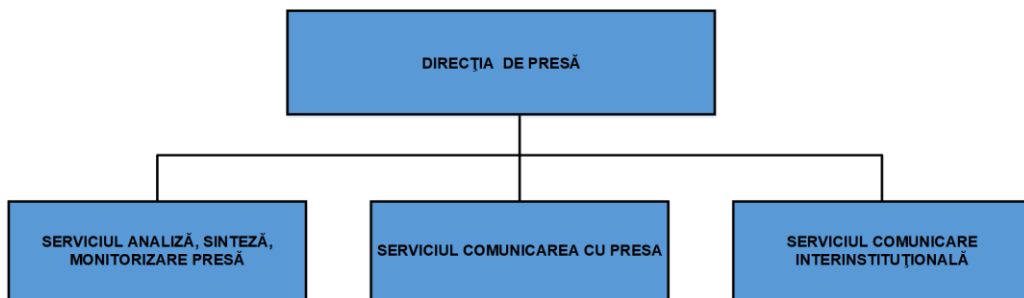 DIRECŢIA  DE PRESĂ
SERVICIUL ANALIZĂ, SINTEZĂ,
MONITORIZARE PRESĂ
SERVICIUL COMUNICAREA CU PRESA
SERVICIUL COMUNICARE
INTERINSTITUŢIONALĂ